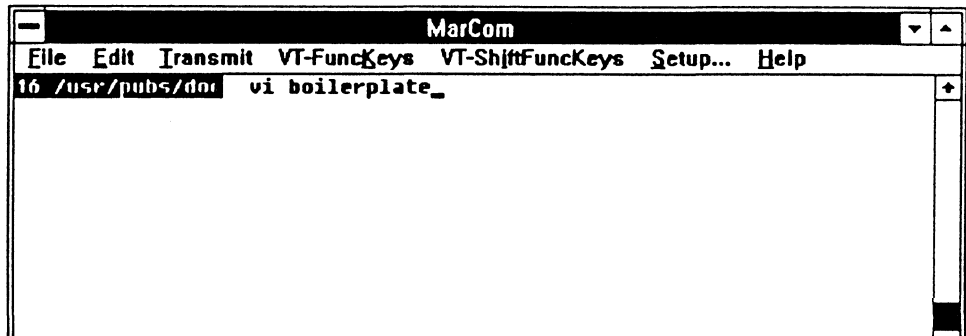 MarCom
File Edit Transmit VT-FuncKeys VT-ShiftFuncKeys Setup... Help
16 /usr/pubs/doc vi boilerplate_